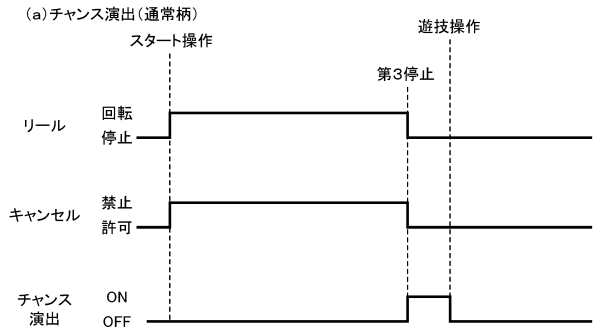 (a)チャンス演出(通常柄)
スタート操作
遊技操作
第3停止
リール
回転
停止
キャンセル
禁止
許可
チャンス
演出
ON
OFF